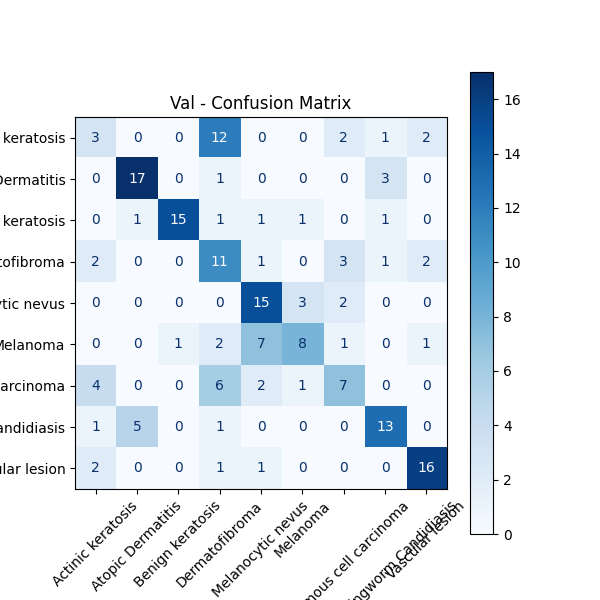 Val - Confusion Matrix
keratosis 3 0 0 12 0 0 2 1 2
Dermatitis 0 17 0 1 0 0 0 3 0
keratosis 0 1 15 1 1 1 0 1 0
tofibroma 2 0 0 11 1 0 3 1 2
ytic nevus 0 0 0 0 15 3 2 0 0
Melanoma 0 0 1 2 7 8 1 0 1
arcinoma 4 0 0 6 2 1 7 0 0
andidiasis 1 5 0 1 0 0 0 13 0
ular lesion 2 0 0 1 1 0 0 0 16
Actinic keratosis
Atopic Dermatitis
Benign keratosis
Dermatofibroma
Melanocytic nevus
Melanoma
mous cell carcinoma
ngworm Candidiasis
Vascular lesion
16
14
12
10
8
6
4
2
0